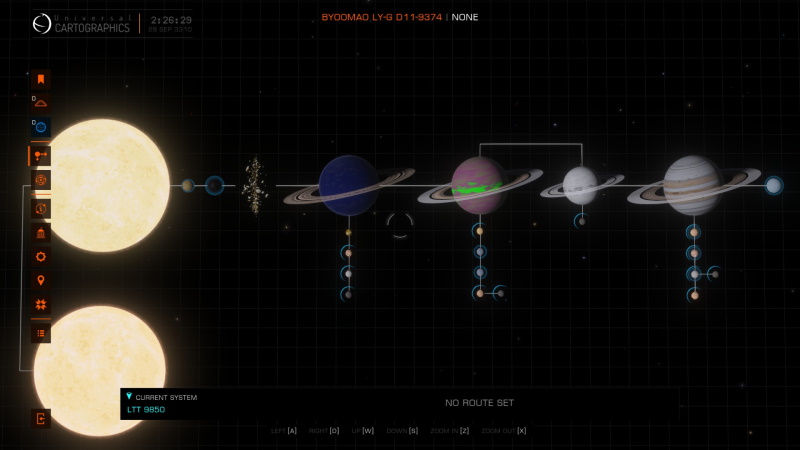 Universal
CARTOGRAPHICS
2:26:29
28 SEP 3310
BYOOMAO LY-G D11-9374 | NONE
D
D
CURRENT SYSTEM
LTT 9850
NO ROUTE SET
LEFT [A] RIGHT [D] UP [W] DOWN [S] ZOOM IN [Z] ZOOM OUT [X]